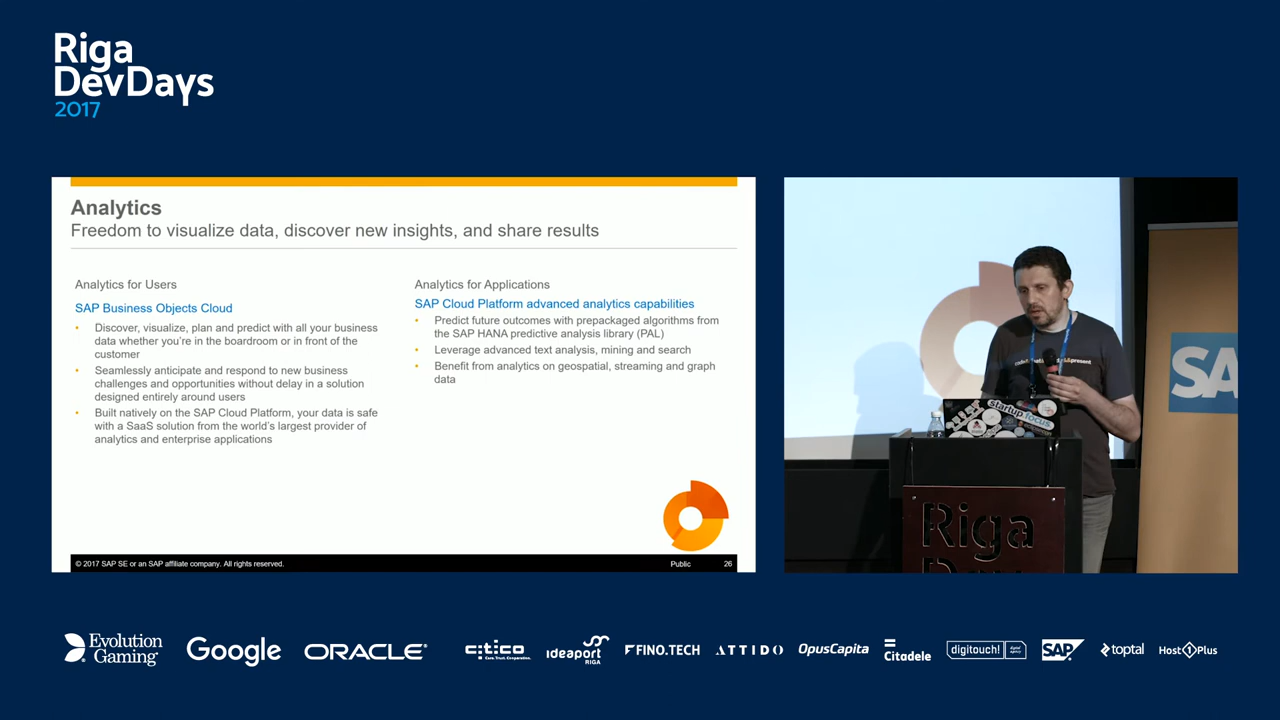 Riga
DevDays
2017
Analytics
Freedom to visualize data, discover new insights, and share results
Analytics for Users
SAP Business Objects Cloud
• Discover, visualize, plan and predict with all your business
data whether you're in the boardroom or in front of the
customer
• Seamlessly anticipate and respond to new business
challenges and opportunities without delay in a solution
designed entirely around users
• Built natively on the SAP Cloud Platform, your data is safe
with a SaaS solution from the world's largest provider of
analytics and enterprise applications
Analytics for Applications
SAP Cloud Platform advanced analytics capabilities
• Predict future outcomes with prepackaged algorithms from
the SAP HANA predictive analysis library (PAL)
• Leverage advanced text analysis, mining and search
• Benefit from analytics on geospatial, streaming and graph
data
© 2017 SAP SE or an SAP affiliate company. All rights reserved.
Public
26
SA
startup focus
Riga
Evolution
Gaming
Google
ORACLE
citico
Care. Trust. Cooperation.
ideaport
RIGA
FINO.TECH
ATTIDO
OpusCapita
Citadele
digitouch!
SAP
toptal
Host1Plus